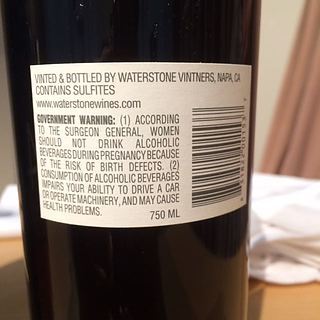 VINTED & BOTTLED BY WATERSTONE VINTNERS, NAPA, CA
CONTAINS SULFITES
www.waterstonewines.com
GOVERNMENT WARNING: (1) ACCORDING
TO THE SURGEON GENERAL, WOMEN
SHOULD NOT DRINK ALCOHOLIC
BEVERAGES DURING PREGNANCY BECAUSE
OF THE RISK OF BIRTH DEFECTS. (2)
CONSUMPTION OF ALCOHOLIC BEVERAGES
IMPAIRS YOUR ABILITY TO DRIVE A CAR
OR OPERATE MACHINERY, AND MAY CAUSE
HEALTH PROBLEMS.
750 ML